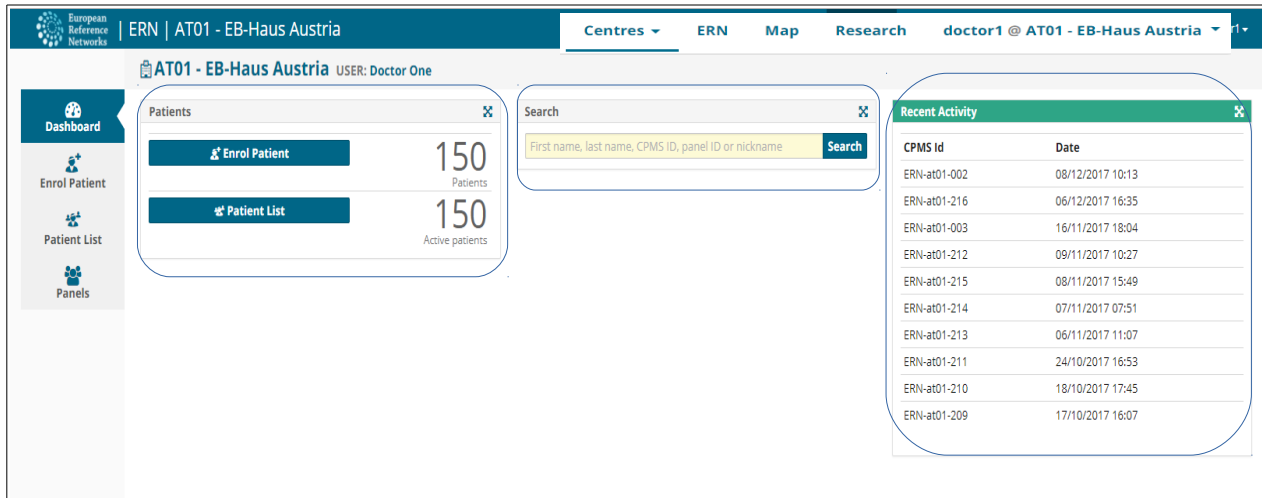 European
Reference
Networks
| ERN | AT01 - EB-Haus Austria
Centres ERN Map Research doctor1 @ AT01 - EB-Haus Austria r1
AT01 - EB-Haus Austria USER: Doctor One
Dashboard
Enrol Patient
Patient List
Panels
Patients
Enrol Patient
150
Patients
Patient List
150
Active patients
Search
First name, last name, CPMS ID, panel ID or nickname Search
Recent Activity
CPMS Id Date
ERN-at01-002 08/12/2017 10:13
ERN-at01-216 06/12/2017 16:35
ERN-at01-003 16/11/2017 18:04
ERN-at01-212 09/11/2017 10:27
ERN-at01-215 08/11/2017 15:49
ERN-at01-214 07/11/2017 07:51
ERN-at01-213 06/11/2017 11:07
ERN-at01-211 24/10/2017 16:53
ERN-at01-210 18/10/2017 17:45
ERN-at01-209 17/10/2017 16:07